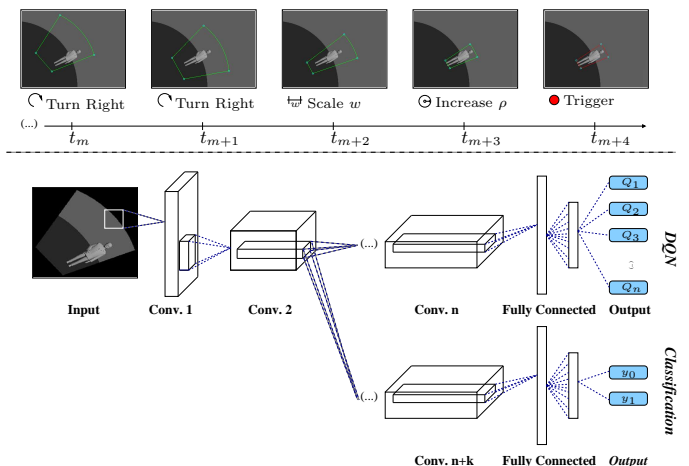 Turn Right
Turn Right
w Scale w
Increase ρ
Trigger
(...)
t_m
t_{m+1}
t_{m+2}
t_{m+3}
t_{m+4}
Q_1
Q_2
Q_3
Q_n
(...)
DQN
Input
Conv. 1
Conv. 2
Conv. n
Fully Connected
Output
y_0
y_1
(...)
Classification
Conv. n+k
Fully Connected
Output